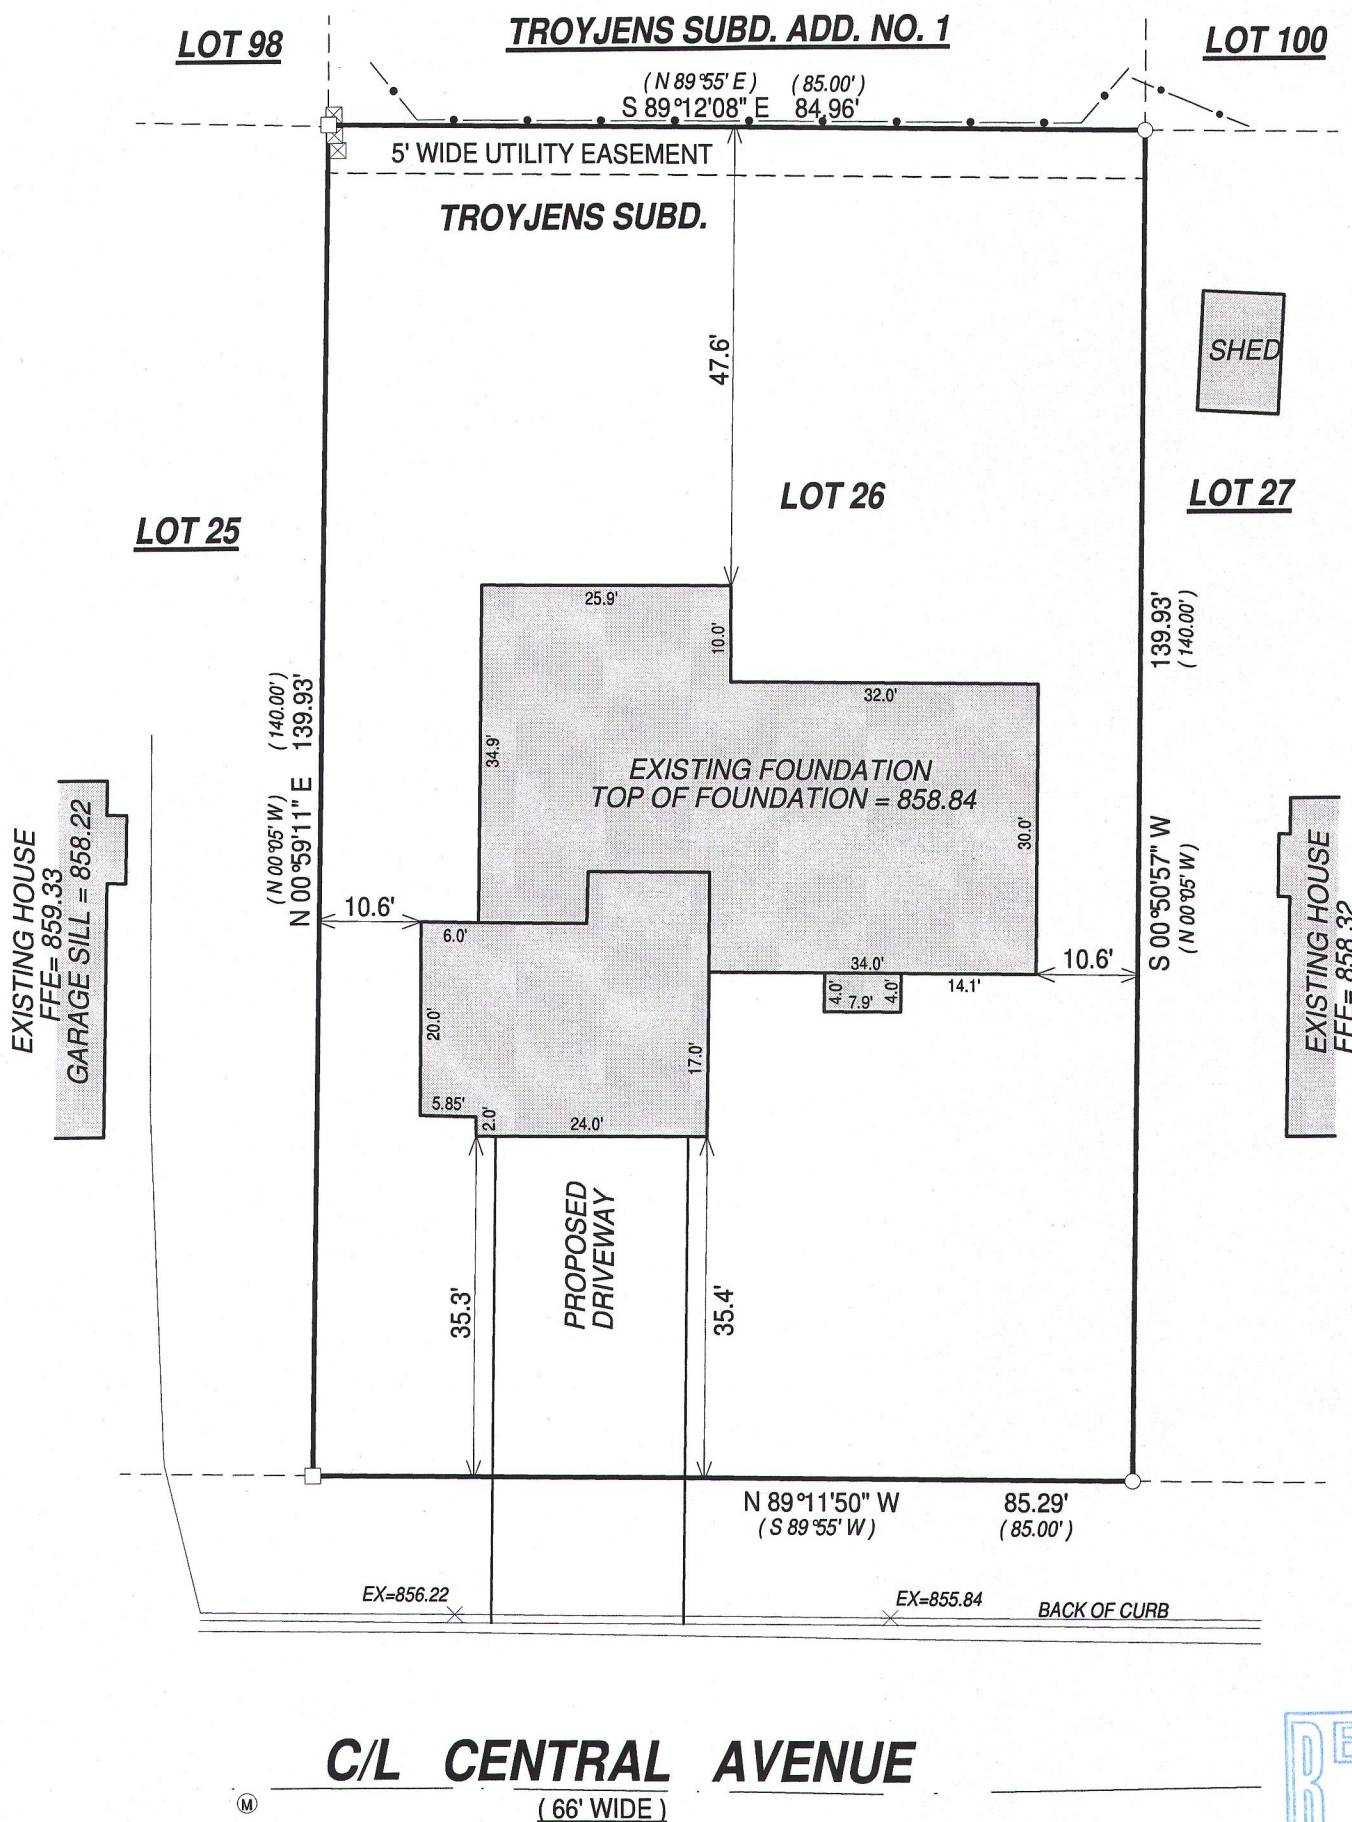 TROYJENS SUBD. ADD. NO. 1
LOT 98
LOT 100
( N 89°55' E ) (85.00')
S 89°12'08" E 84.96'
5' WIDE UTILITY EASEMENT
TROYJENS SUBD.
47.6'
SHED
LOT 26
LOT 27
LOT 25
25.9'
10.0'
32.0'
34.9'
139.93'
(140.00')
(140.00')
139.93'
EXISTING FOUNDATION
TOP OF FOUNDATION = 858.84
30.0'
(N 00°05' W)
N 00°59'11" E
S 00°50'57" W
(N 00°05' W)
EXISTING HOUSE
FFE= 859.33
GARAGE SILL = 858.22
EXISTING HOUSE
FFE= 858.32
10.6'
6.0'
34.0'
10.6'
4.0'
7.9'
4.0'
14.1'
20.0'
17.0'
5.85'
2.0'
24.0'
PROPOSED
DRIVEWAY
35.3'
35.4'
N 89°11'50" W 85.29'
( S 89°55' W ) (85.00')
EX=856.22
EX=855.84
BACK OF CURB
C/L CENTRAL AVENUE
( 66' WIDE )
M